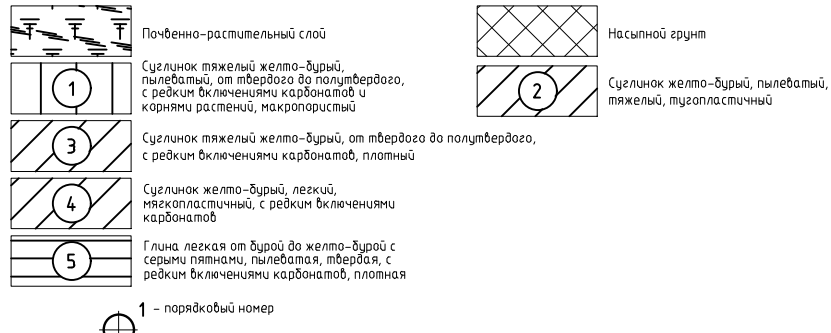 Почвенно-растительный слой
Насыпной грунт
1
Суглинок тяжелый желто-бурый,
пылеватый, от твердого до полутвердого,
с редким включениями карбонатов и
корнями растений, макропористый
2
Суглинок желто-бурый, пылеватый,
тяжелый, тугопластичный
3
Суглинок тяжелый желто-бурый, от твердого до полутвердого,
с редким включениями карбонатов, плотный
4
Суглинок желто-бурый, легкий,
мягкопластичный, с редким включениями
карбонатов
5
Глина легкая от бурой до желто-бурой с
серыми пятнами, пылеватая, твердая, с
редким включениями карбонатов, плотная
1 – порядковый номер